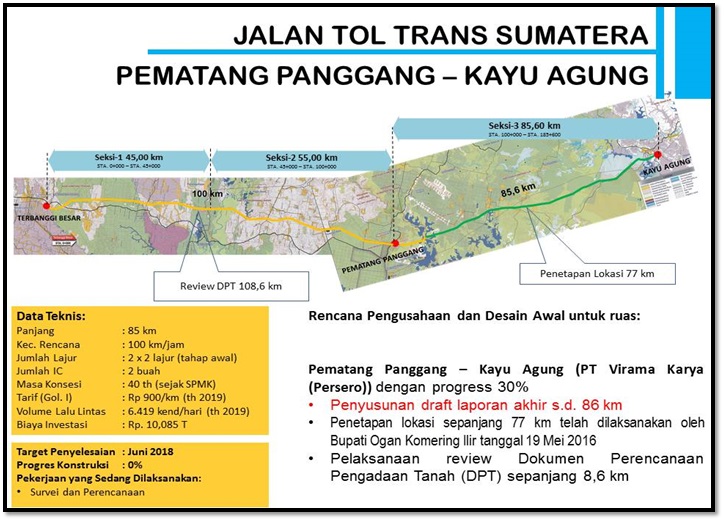 JALAN TOL TRANS SUMATERA
PEMATANG PANGGANG – KAYU AGUNG
Seksi-1 45,00 km
STA. 0+000 – STA. 45+000
Seksi-2 55,00 km
STA. 45+000 – STA. 100+000
Seksi-3 85,60 km
STA. 100+000 – STA. 185+600
KAYU AGUNG
100 km
85,6 km
TERBANGGI BESAR
PEMATANG PANGGANG
Review DPT 108,6 km
Penetapan Lokasi 77 km
Data Teknis:
Panjang : 85 km
Kec. Rencana : 100 km/jam
Jumlah Lajur : 2 x 2 lajur (tahap awal)
Jumlah IC : 2 buah
Masa Konsesi : 40 th (sejak SPMK)
Tarif (Gol. I) : Rp 900/km (th 2019)
Volume Lalu Lintas : 6.419 kend/hari (th 2019)
Biaya Investasi : Rp. 10,085 T
Target Penyelesaian : Juni 2018
Progres Konstruksi : 0%
Pekerjaan yang Sedang Dilaksanakan:
• Survei dan Perencanaan
Rencana Pengusahaan dan Desain Awal untuk ruas:
Pematang Panggang – Kayu Agung (PT Virama Karya
(Persero)) dengan progress 30%
• Penyusunan draft laporan akhir s.d. 86 km
• Penetapan lokasi sepanjang 77 km telah dilaksanakan oleh
Bupati Ogan Komering Ilir tanggal 19 Mei 2016
• Pelaksanaan review Dokumen Perencanaan
Pengadaan Tanah (DPT) sepanjang 8,6 km